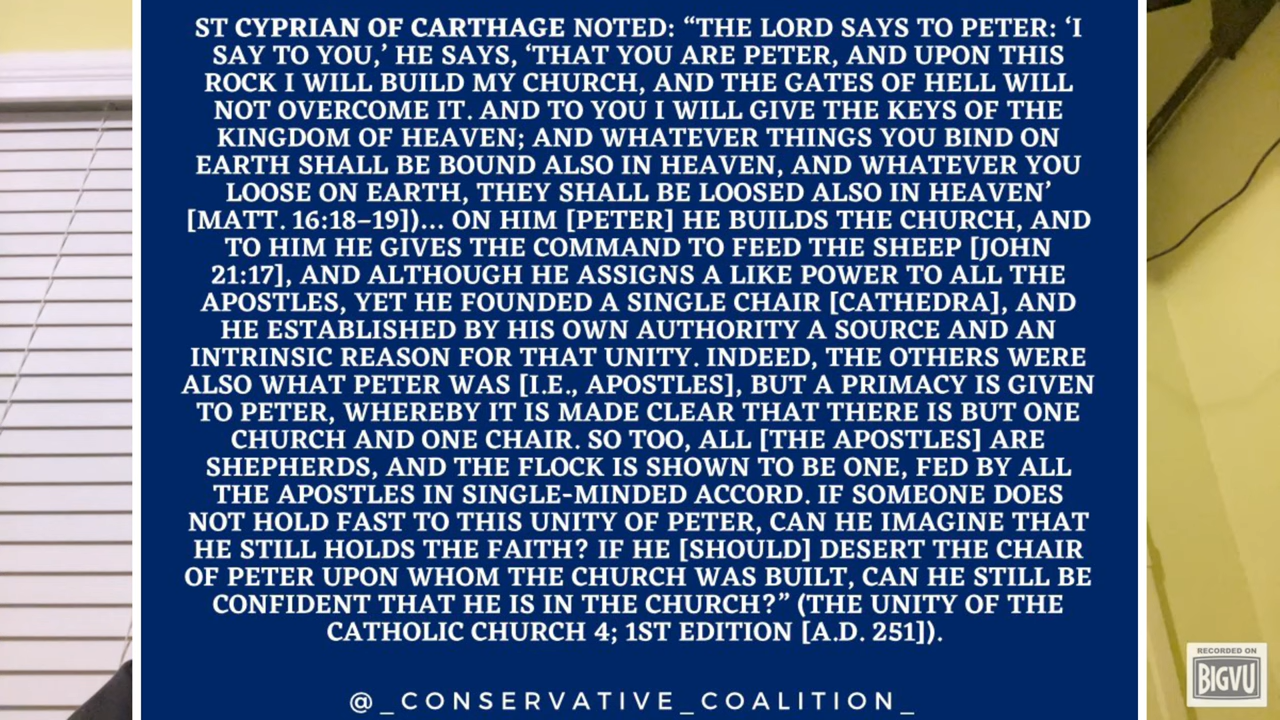 ST CYPRIAN OF CARTHAGE NOTED: “THE LORD SAYS TO PETER: ‘I
SAY TO YOU,’ HE SAYS, ‘THAT YOU ARE PETER, AND UPON THIS
ROCK I WILL BUILD MY CHURCH, AND THE GATES OF HELL WILL
NOT OVERCOME IT. AND TO YOU I WILL GIVE THE KEYS OF THE
KINGDOM OF HEAVEN; AND WHATEVER THINGS YOU BIND ON
EARTH SHALL BE BOUND ALSO IN HEAVEN, AND WHATEVER YOU
LOOSE ON EARTH, THEY SHALL BE LOOSED ALSO IN HEAVEN’
[MATT. 16:18–19])... ON HIM [PETER] HE BUILDS THE CHURCH, AND
TO HIM HE GIVES THE COMMAND TO FEED THE SHEEP [JOHN
21:17], AND ALTHOUGH HE ASSIGNS A LIKE POWER TO ALL THE
APOSTLES, YET HE FOUNDED A SINGLE CHAIR [CATHEDRA], AND
HE ESTABLISHED BY HIS OWN AUTHORITY A SOURCE AND AN
INTRINSIC REASON FOR THAT UNITY. INDEED, THE OTHERS WERE
ALSO WHAT PETER WAS [I.E., APOSTLES], BUT A PRIMACY IS GIVEN
TO PETER, WHEREBY IT IS MADE CLEAR THAT THERE IS BUT ONE
CHURCH AND ONE CHAIR. SO TOO, ALL [THE APOSTLES] ARE
SHEPHERDS, AND THE FLOCK IS SHOWN TO BE ONE, FED BY ALL
THE APOSTLES IN SINGLE-MINDED ACCORD. IF SOMEONE DOES
NOT HOLD FAST TO THIS UNITY OF PETER, CAN HE IMAGINE THAT
HE STILL HOLDS THE FAITH? IF HE [SHOULD] DESERT THE CHAIR
OF PETER UPON WHOM THE CHURCH WAS BUILT, CAN HE STILL BE
CONFIDENT THAT HE IS IN THE CHURCH?” (THE UNITY OF THE
CATHOLIC CHURCH 4; 1ST EDITION [A.D. 251]).
@_CONSERVATIVE_COALITION_
RECORDED ON
BIGVU